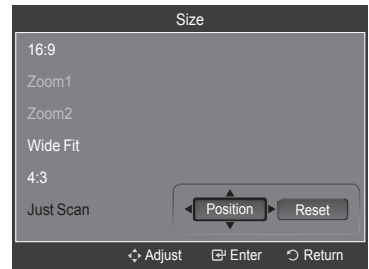 Size
16:9
Zoom1
Zoom2
Wide Fit
4:3
Just Scan Position Reset
Adjust Enter Return